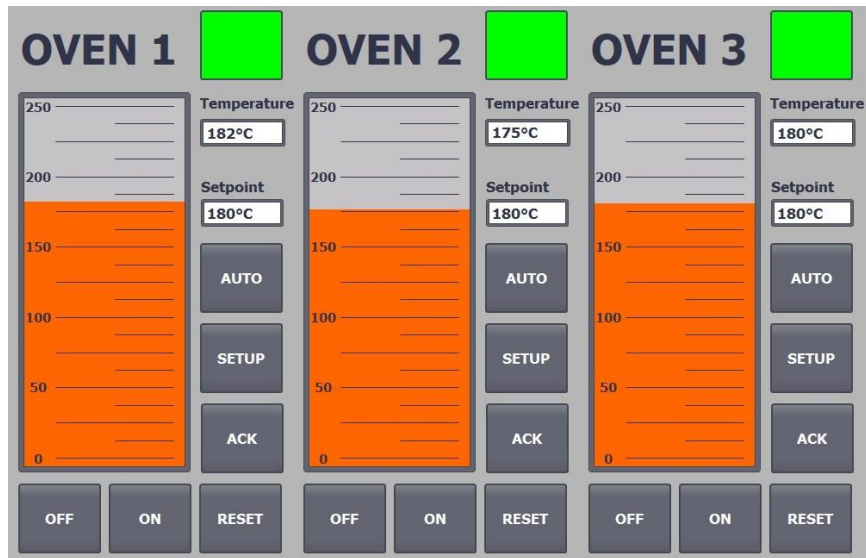 OVEN 1
250
200
150
100
50
0
Temperature
182°C
Setpoint
180°C
AUTO
SETUP
ACK
OFF
ON
RESET
OVEN 2
250
200
150
100
50
0
Temperature
175°C
Setpoint
180°C
AUTO
SETUP
ACK
OFF
ON
RESET
OVEN 3
250
200
150
100
50
0
Temperature
180°C
Setpoint
180°C
AUTO
SETUP
ACK
OFF
ON
RESET